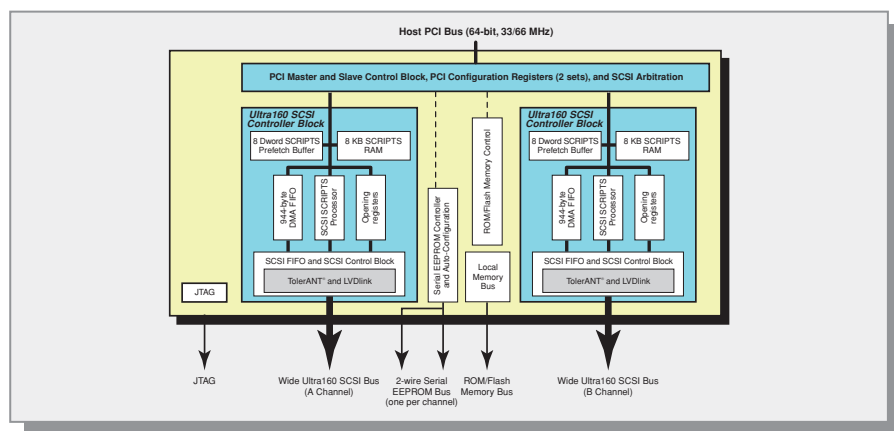 Host PCI Bus (64-bit, 33/66 MHz)
PCI Master and Slave Control Block, PCI Configuration Registers (2 sets), and SCSI Arbitration
Ultra160 SCSI
Controller Block
8 Dword SCRIPTS
Prefetch Buffer
8 KB SCRIPTS
RAM
944-byte
DMA FIFO
SCSI SCRIPTS
Processor
Opening
registers
SCSI FIFO and SCSI Control Block
TolerANT™ and LVDlink
Serial EEPROM Controller
and Auto-Configuration
ROM/Flash Memory Control
Local
Memory
Bus
Ultra160 SCSI
Controller Block
8 Dword SCRIPTS
Prefetch Buffer
8 KB SCRIPTS
RAM
944-byte
DMA FIFO
SCSI SCRIPTS
Processor
Opening
registers
SCSI FIFO and SCSI Control Block
TolerANT™ and LVDlink
JTAG
JTAG
Wide Ultra160 SCSI Bus
(A Channel)
2-wire Serial
EEPROM Bus
(one per channel)
ROM/Flash
Memory Bus
Wide Ultra160 SCSI Bus
(B Channel)